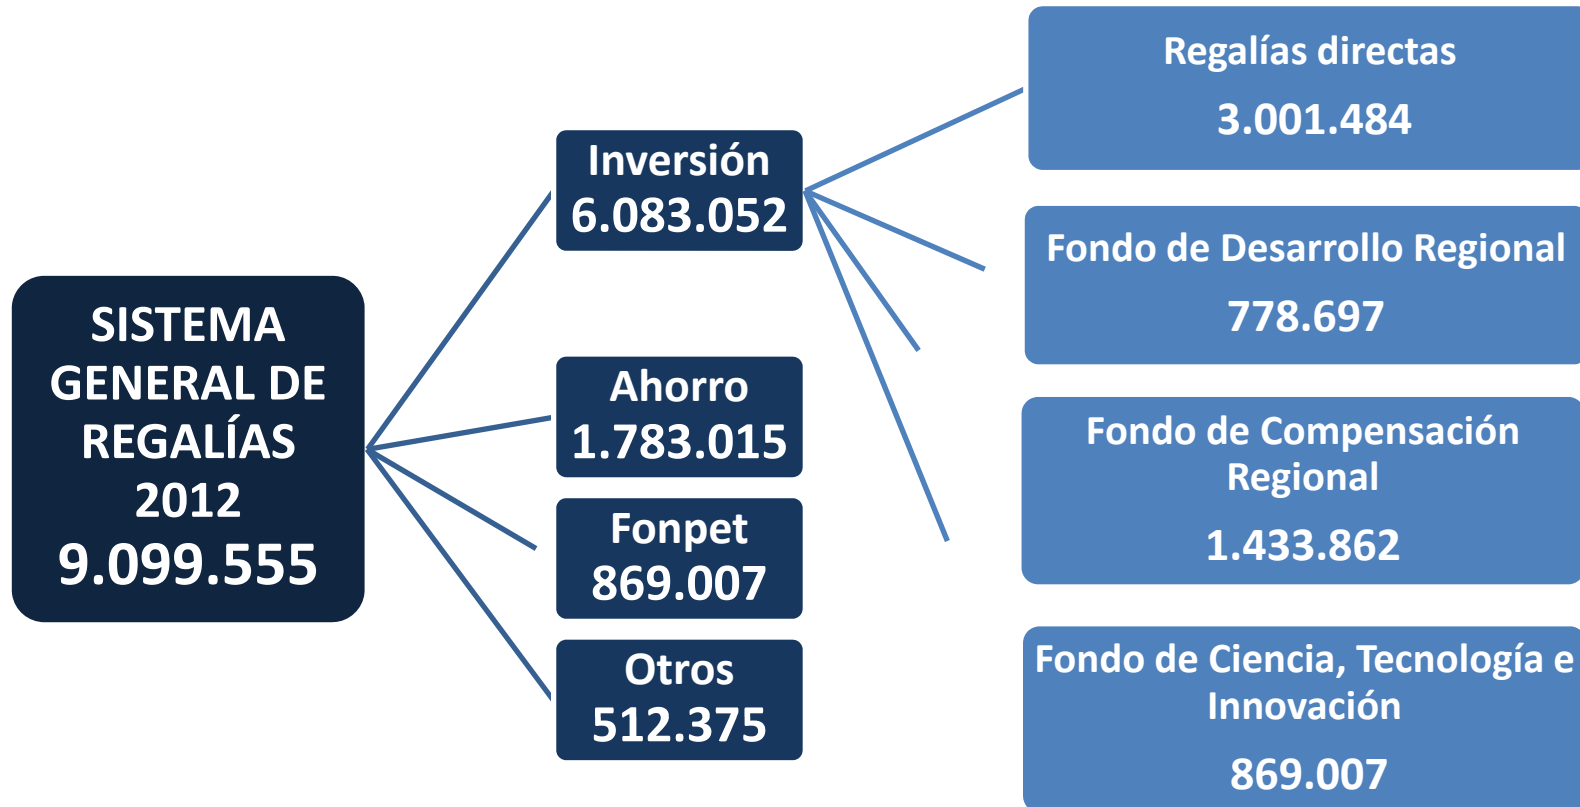 SISTEMA
GENERAL DE
REGALÍAS
2012
9.099.555
Inversión
6.083.052
Ahorro
1.783.015
Fonpet
869.007
Otros
512.375
Regalías directas
3.001.484
Fondo de Desarrollo Regional
778.697
Fondo de Compensación
Regional
1.433.862
Fondo de Ciencia, Tecnología e
Innovación
869.007